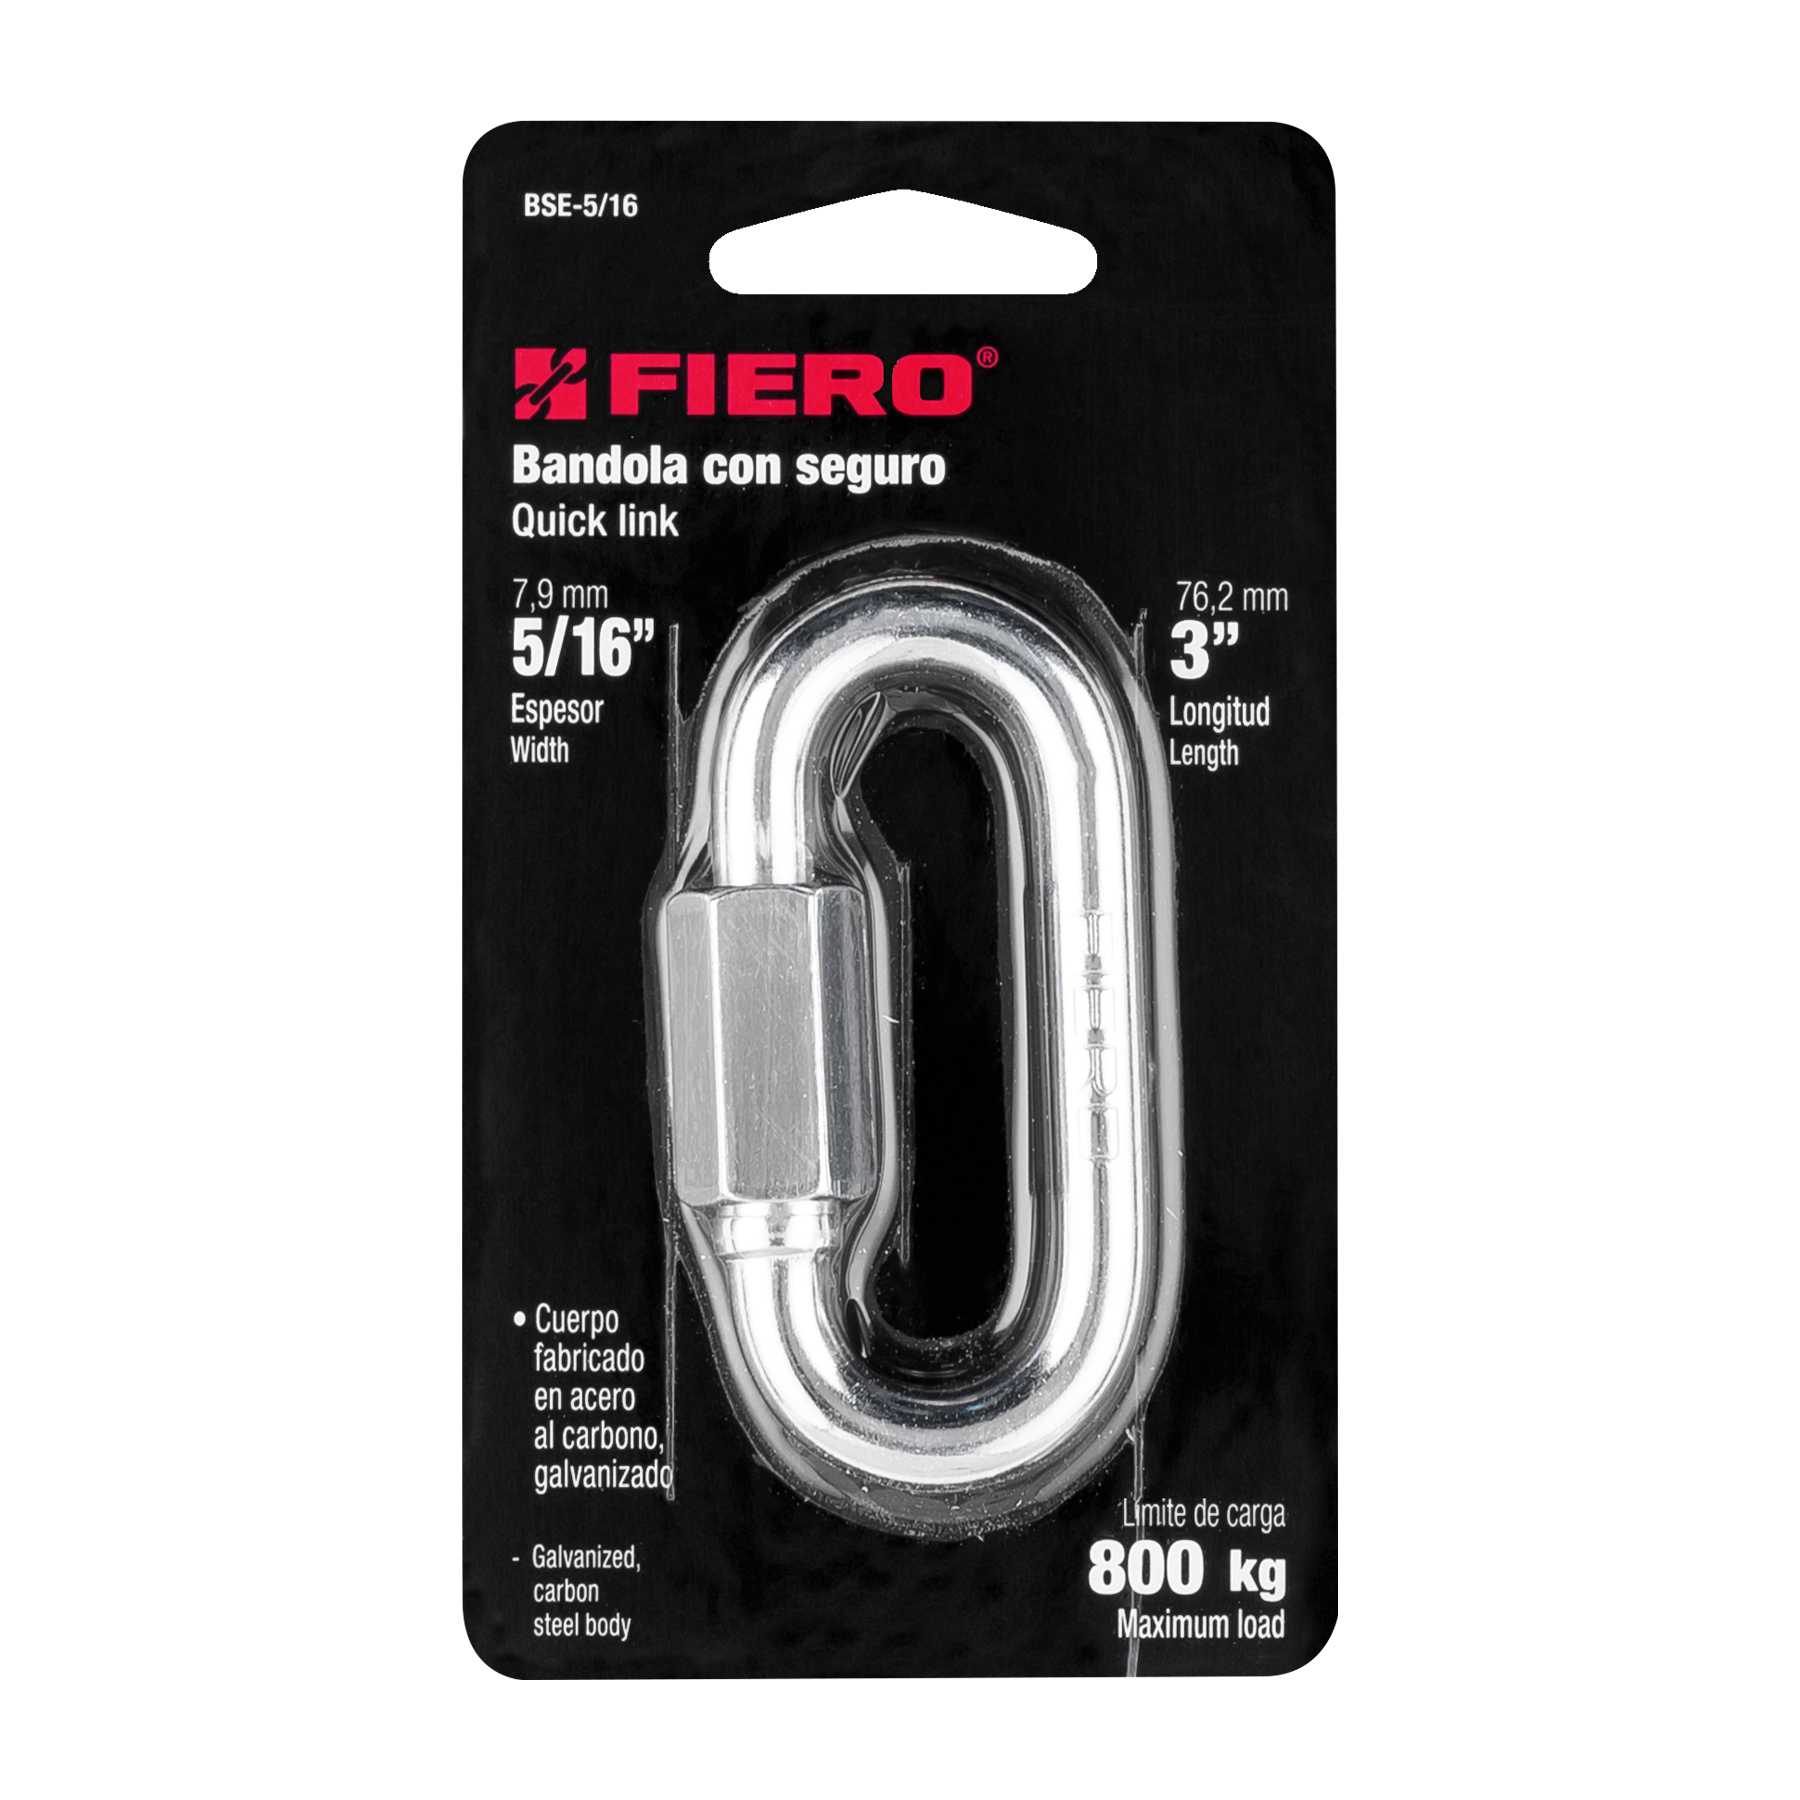 BSE-5/16
FIERO®
Bandola con seguro
Quick link
7,9 mm
5/16”
Espesor
Width
76,2 mm
3”
Longitud
Length
• Cuerpo
fabricado
en acero
al carbono,
galvanizado
- Galvanized,
carbon
steel body
Límite de carga
800 kg
Maximum load